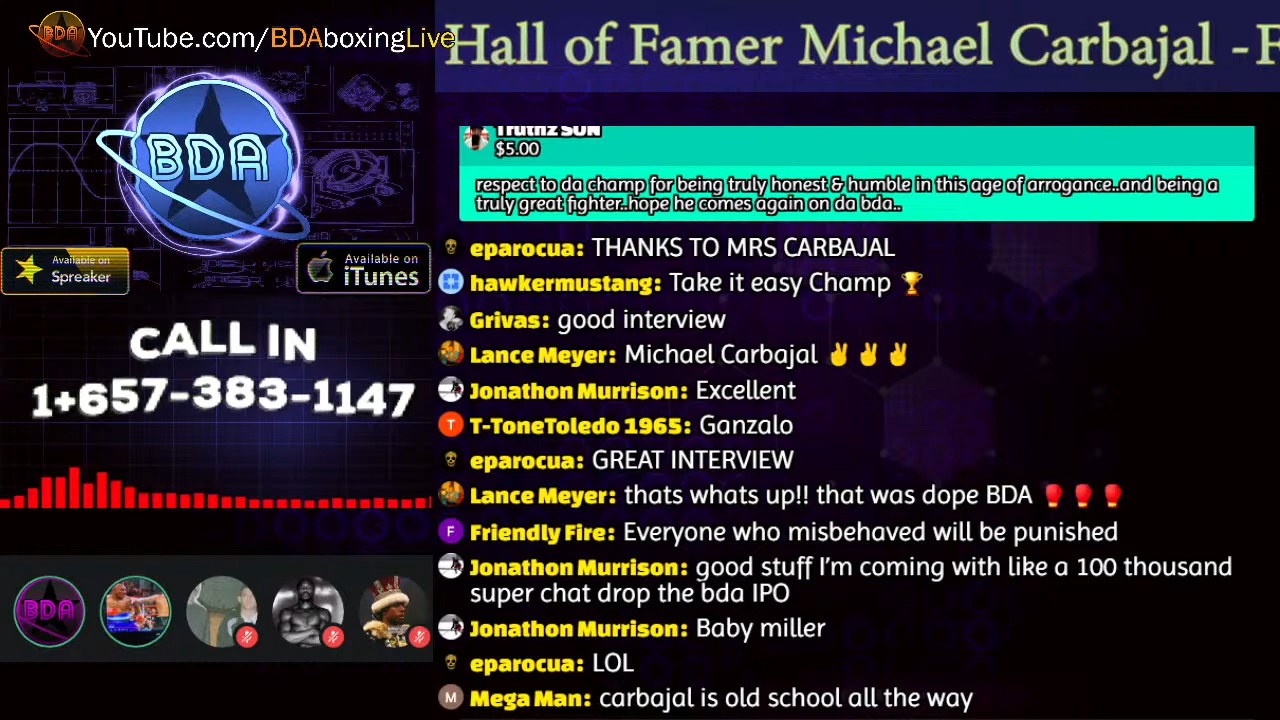 BDA
YouTube.com/BDAboxingLive
Hall of Famer Michael Carbajal - F
BDA
Available on
Spreaker
Available on
iTunes
CALL IN
1+657-383-1147
BDA
Truthz SUN
$5.00
respect to da champ for being truly honest & humble in this age of arrogance..and being a
truly great fighter..hope he comes again on da bda..
eparocua: THANKS TO MRS CARBAJAL
hawkermustang: Take it easy Champ 🏆
Grivas: good interview
Lance Meyer: Michael Carbajal ✌✌✌
Jonathon Murrison: Excellent
T T-ToneToledo 1965: Ganzalo
eparocua: GREAT INTERVIEW
Lance Meyer: thats whats up!! that was dope BDA 🥊🥊🥊
F Friendly Fire: Everyone who misbehaved will be punished
Jonathon Murrison: good stuff I'm coming with like a 100 thousand
super chat drop the bda IPO
Jonathon Murrison: Baby miller
eparocua: LOL
M Mega Man: carbajal is old school all the way